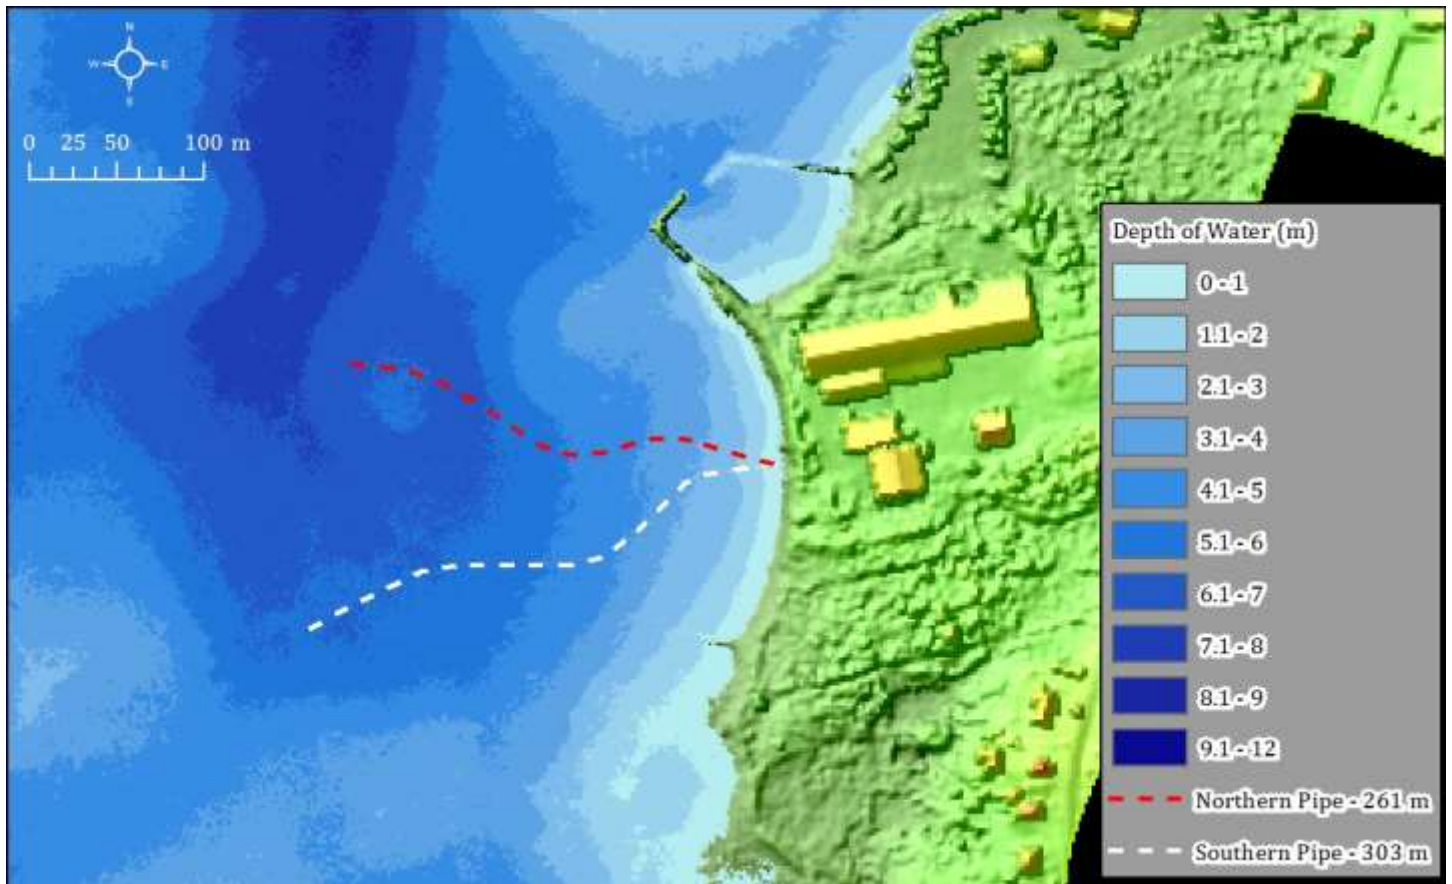 N
W E
S
0 25 50 100 m
Depth of Water (m)
0 - 1
1.1 - 2
2.1 - 3
3.1 - 4
4.1 - 5
5.1 - 6
6.1 - 7
7.1 - 8
8.1 - 9
9.1 - 12
Northern Pipe - 261 m
Southern Pipe - 303 m